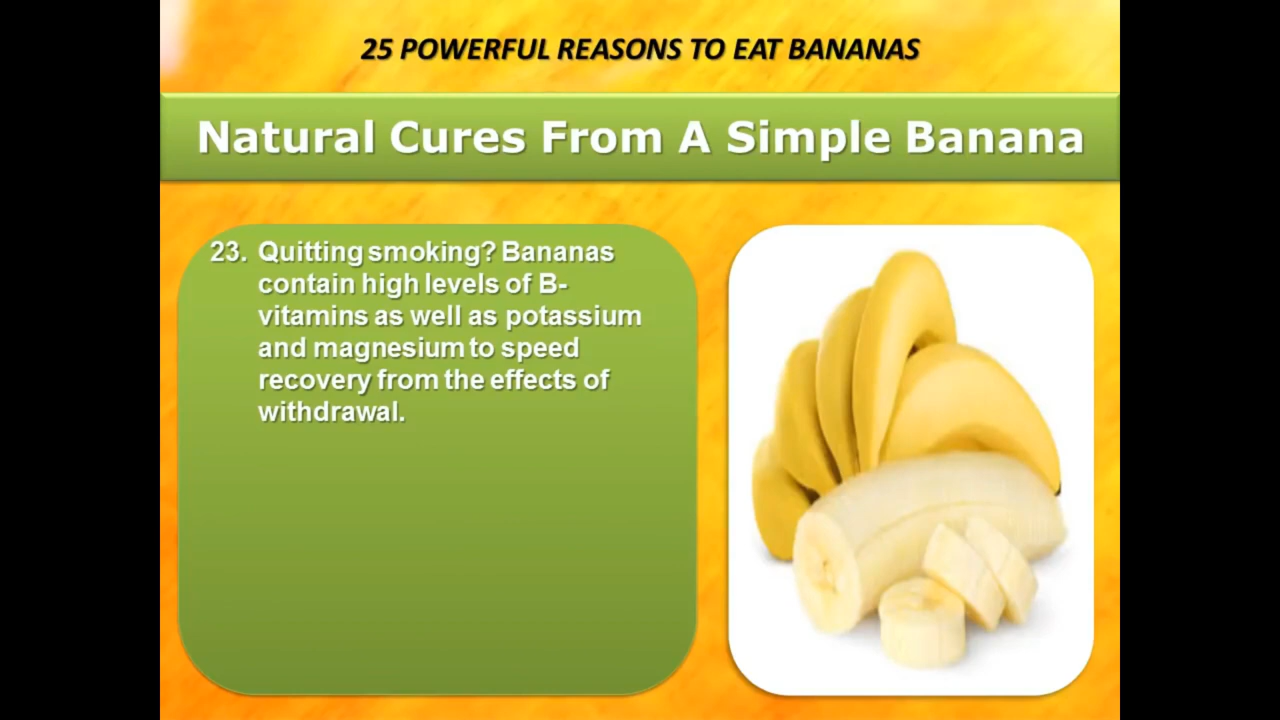 25 POWERFUL REASONS TO EAT BANANAS
Natural Cures From A Simple Banana
23. Quitting smoking? Bananas
contain high levels of B-
vitamins as well as potassium
and magnesium to speed
recovery from the effects of
withdrawal.